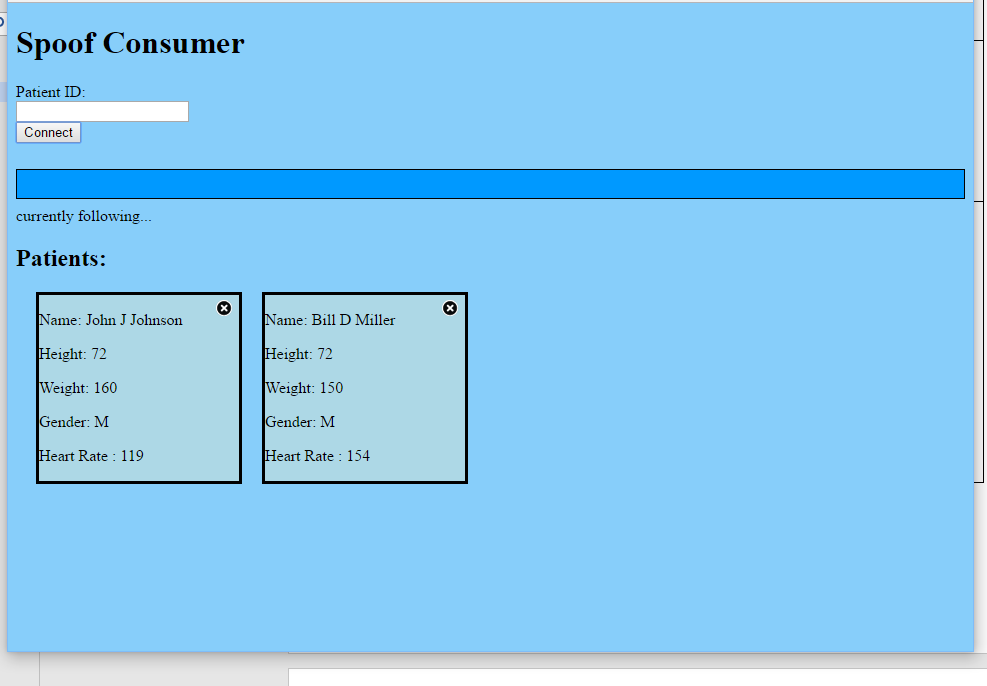 Spoof Consumer
Patient ID:
Connect
currently following...
Patients:
Name: John J Johnson
Height: 72
Weight: 160
Gender: M
Heart Rate : 119
Name: Bill D Miller
Height: 72
Weight: 150
Gender: M
Heart Rate : 154